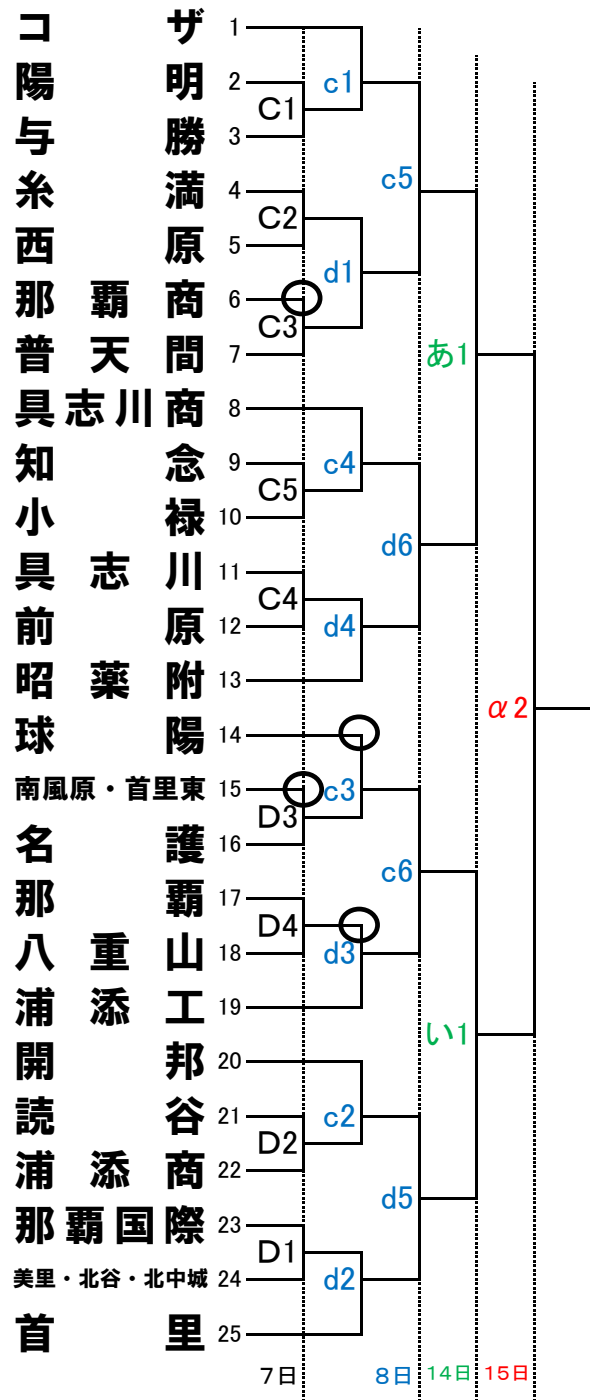 コザ 1
陽明 2
C1
c1
与勝 3
糸満 4
c5
C2
西原 5
d1
那覇商 6
C3
普天間 7
あ1
具志川商 8
知念 9
c4
C5
小禄 10
d6
具志川 11
C4
前原 12
d4
昭薬附 13
α2
球陽 14
南風原・首里東 15
c3
D3
名護 16
c6
那覇 17
D4
八重山 18
d3
浦添工 19
い1
開邦 20
読谷 21
c2
D2
浦添商 22
d5
那覇国際 23
D1
美里・北谷・北中城 24
d2
首里 25
7日 8日 14日 15日